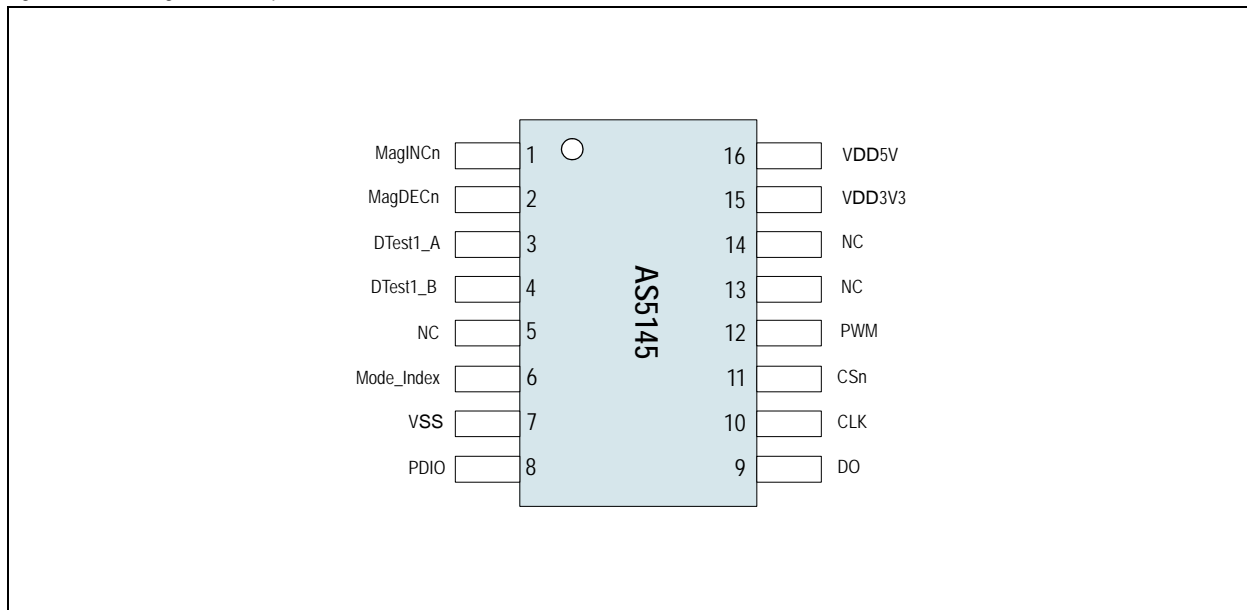 MagINCn 1 16 VDD5V
MagDECn 2 15 VDD3V3
DTest1_A 3 14 NC
DTest1_B 4 13 NC
NC 5 12 PWM
Mode_Index 6 11 CSn
VSS 7 10 CLK
PDIO 8 9 DO
AS5145